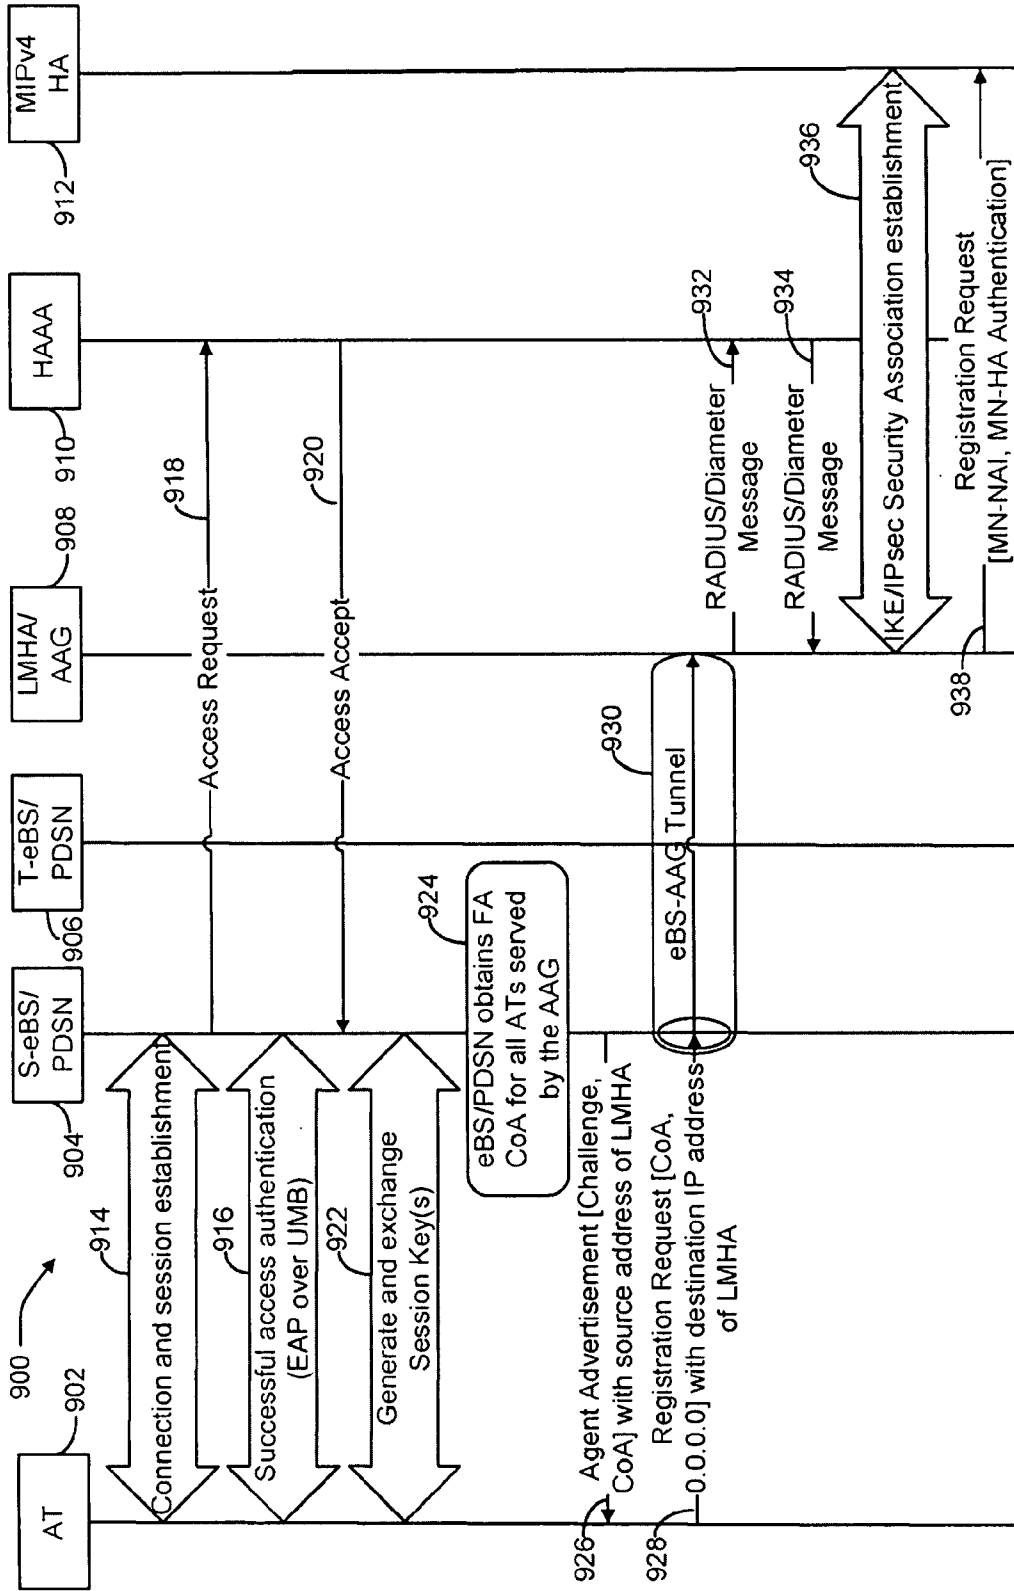 900
AT
902
S-eBS/
PDSN
904
T-eBS/
PDSN
906
LMHA/
AAG
908
HAAA
910
MIPv4
HA
912
914
Connection and session establishment
Access Request
918
916
Successful access authentication
(EAP over UMB)
Access Accept
920
922
Generate and exchange
Session Key(s)
924
eBS/PDSN obtains FA
CoA for all ATs served
by the AAG
926
Agent Advertisement [Challenge,
CoA] with source address of LMHA
928
Registration Request [CoA,
0.0.0.0] with destination IP address
of LMHA
930
eBS-AAG Tunnel
RADIUS/Diameter
Message
932
RADIUS/Diameter
Message
934
936
IKE/IPsec Security Association establishment
938
Registration Request
[MN-NAI, MN-HA Authentication]